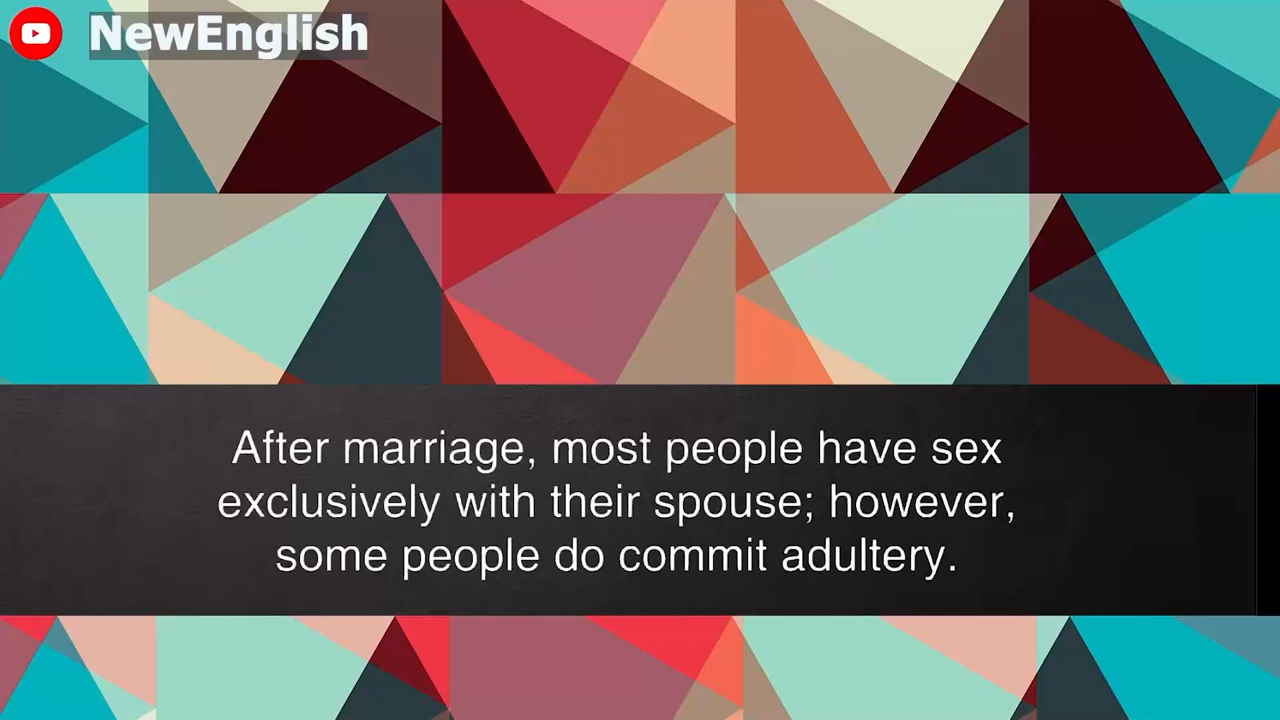 NewEnglish
After marriage, most people have sex
exclusively with their spouse; however,
some people do commit adultery.